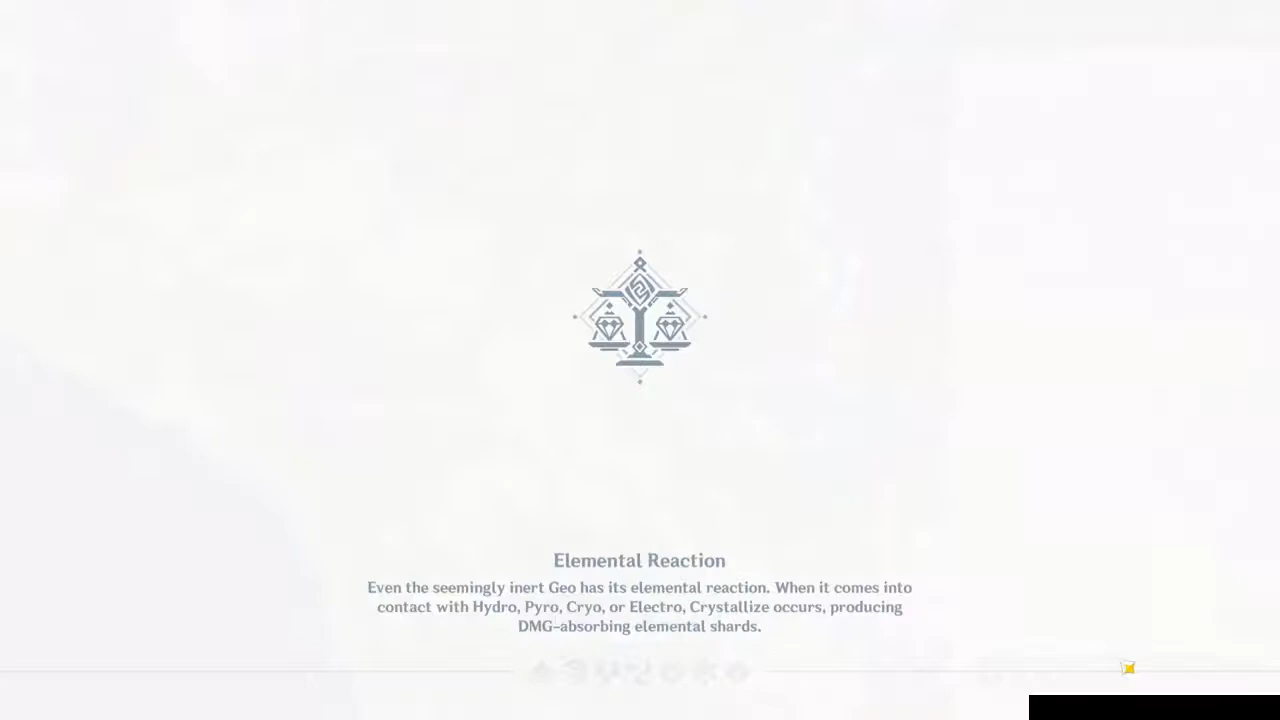 Elemental Reaction
Even the seemingly inert Geo has its elemental reaction. When it comes into
contact with Hydro, Pyro, Cryo, or Electro, Crystallize occurs, producing
DMG-absorbing elemental shards.